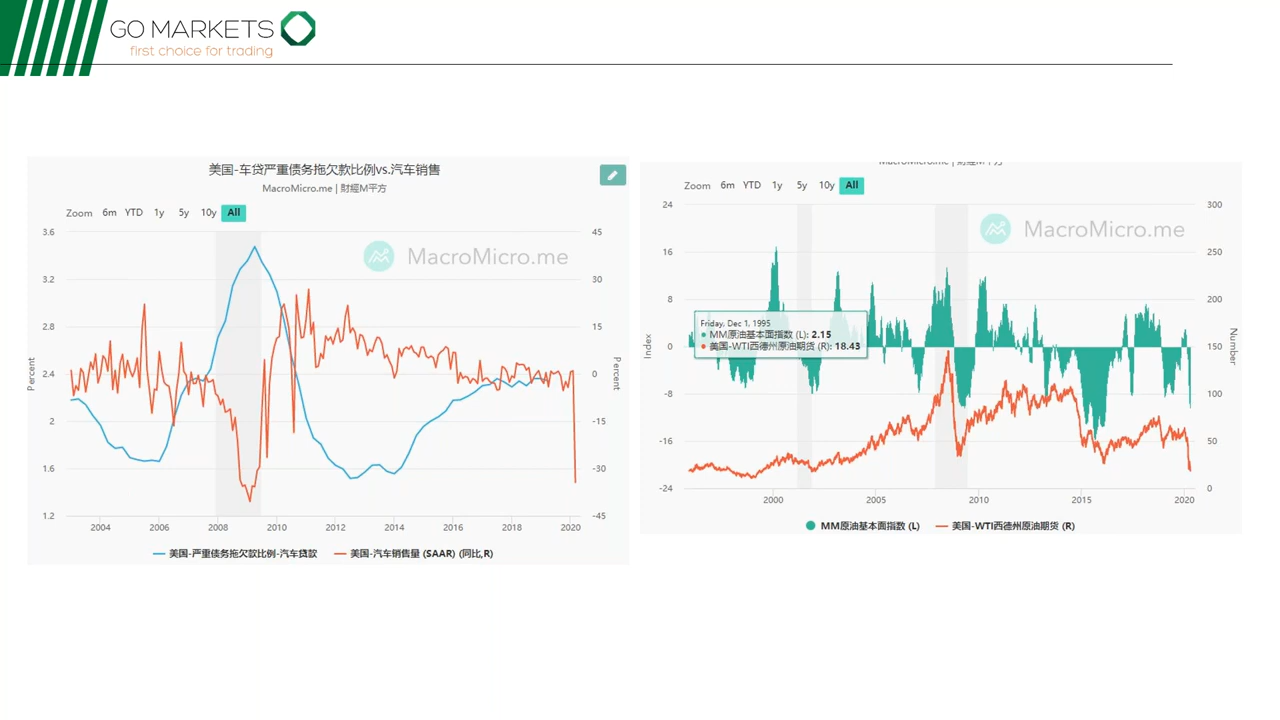 GO MARKETS
first choice for trading
美国-车贷严重债务拖欠款比例vs.汽车销售
MacroMicro.me | 財經M平方
Zoom 6m YTD 1y 5y 10y All
MacroMicro.me
3.6
3.2
2.8
2.4
2
1.6
1.2
Percent
45
30
15
0
-15
-30
-45
Percent
2004 2006 2008 2010 2012 2014 2016 2018 2020
美国-严重债务拖欠款比例-汽车贷款 美国-汽车销售量 (SAAR) (同比,R)
MacroMicro.me | 財經M平方
Zoom 6m YTD 1y 5y 10y All
MacroMicro.me
24
16
8
0
-8
-16
-24
Index
300
250
200
150
100
50
0
Number
Friday, Dec 1, 1995
MM原油基本面指数 (L): 2.15
美国-WTI西德州原油期货 (R): 18.43
2000 2005 2010 2015 2020
MM原油基本面指数 (L) 美国-WTI西德州原油期货 (R)